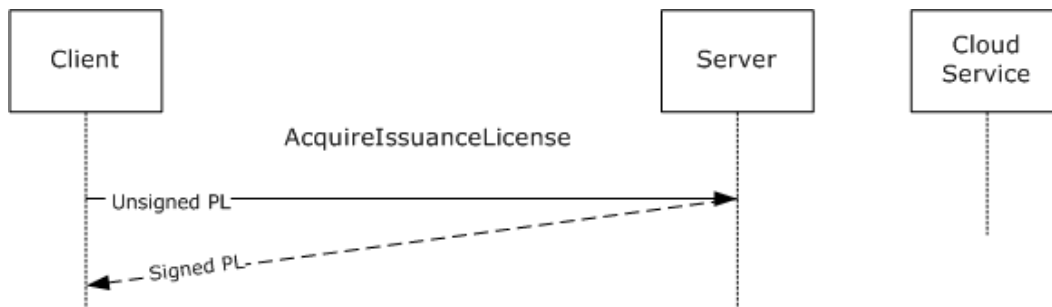 Client
Server
Cloud
Service
AcquireIssuanceLicense
Unsigned PL
Signed PL